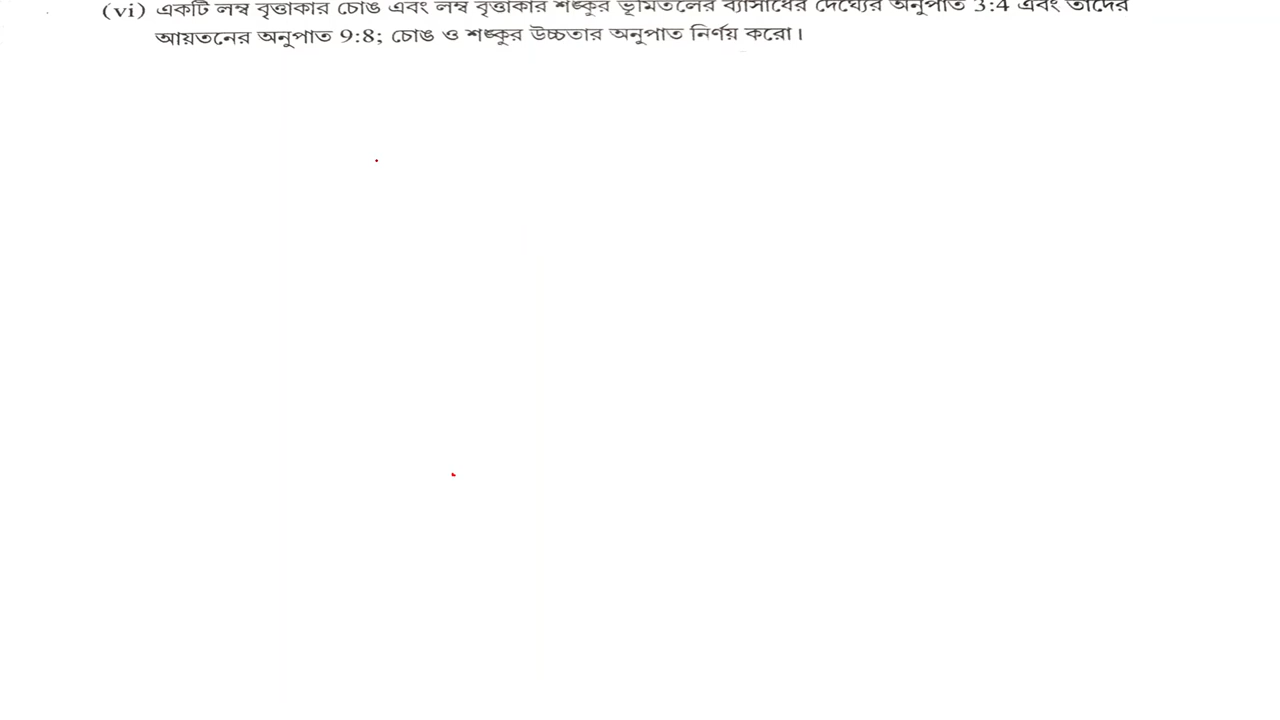 (vi) একটি লম্ব বৃত্তাকার চোঙ এবং লম্ব বৃত্তাকার শঙ্কুর ভূমিতলের ব্যাসার্ধের দৈর্ঘ্যের অনুপাত 3:4 এবং তাদের
আয়তনের অনুপাত 9:8; চোঙ ও শঙ্কুর উচ্চতার অনুপাত নির্ণয় করো।